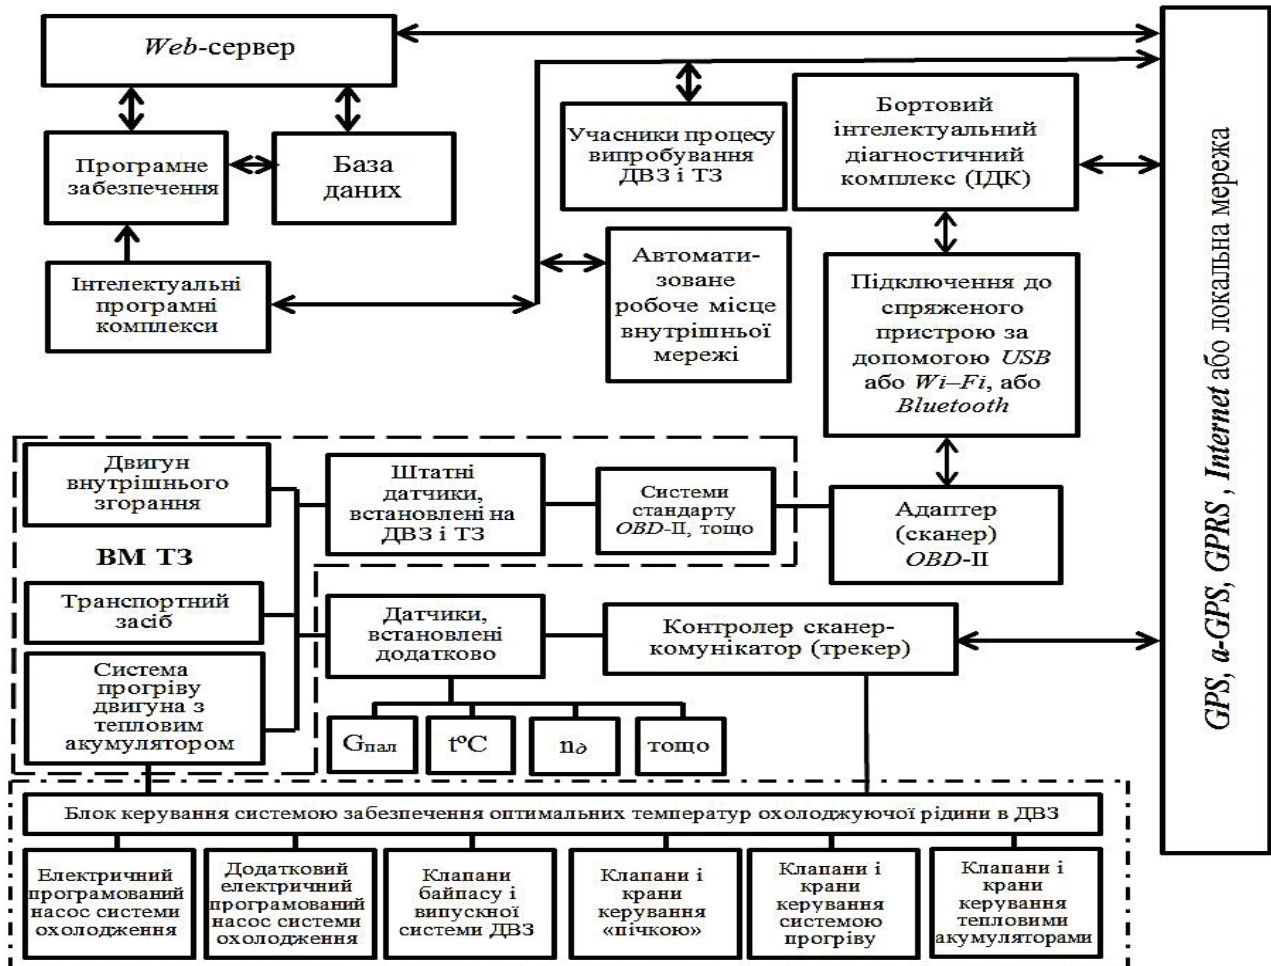 Web-сервер
Програмне
забезпечення
База
даних
Інтелектуальні
програмні
комплекси
Учасники процесу
випробування
ДВЗ і ТЗ
Автомати-
зоване
робоче місце
внутрішньої
мережі
Бортовий
інтелектуальний
діагностичний
комплекс (ІДК)
Підключення до
спряженого
пристрою за
допомогою USB
або Wi–Fi, або
Bluetooth
GPS, a-GPS, GPRS , Internet або локальна мережа
Двигун
внутрішнього
згорання
ВМ ТЗ
Транспортний
засіб
Система
прогріву
двигуна з
тепловим
акумулятором
Штатні
датчики,
встановлені на
ДВЗ і ТЗ
Системи
стандарту
OBD-II, тощо
Адаптер
(сканер)
OBD-II
Датчики,
встановлені
додатково
Контролер сканер-
комунікатор (трекер)
Gпал
tºC
n∂
тощо
Блок керування системою забезпечення оптимальних температур охолоджуючої рідини в ДВЗ
Електричний
програмований
насос системи
охолодження
Додатковий
електричний
програмований
насос системи
охолодження
Клапани
байпасу і
випускної
системи ДВЗ
Клапани і
крани
керування
«пічкою»
Клапани і
крани
керування
системою
прогріву
Клапани і
крани
керування
тепловими
акумуляторами